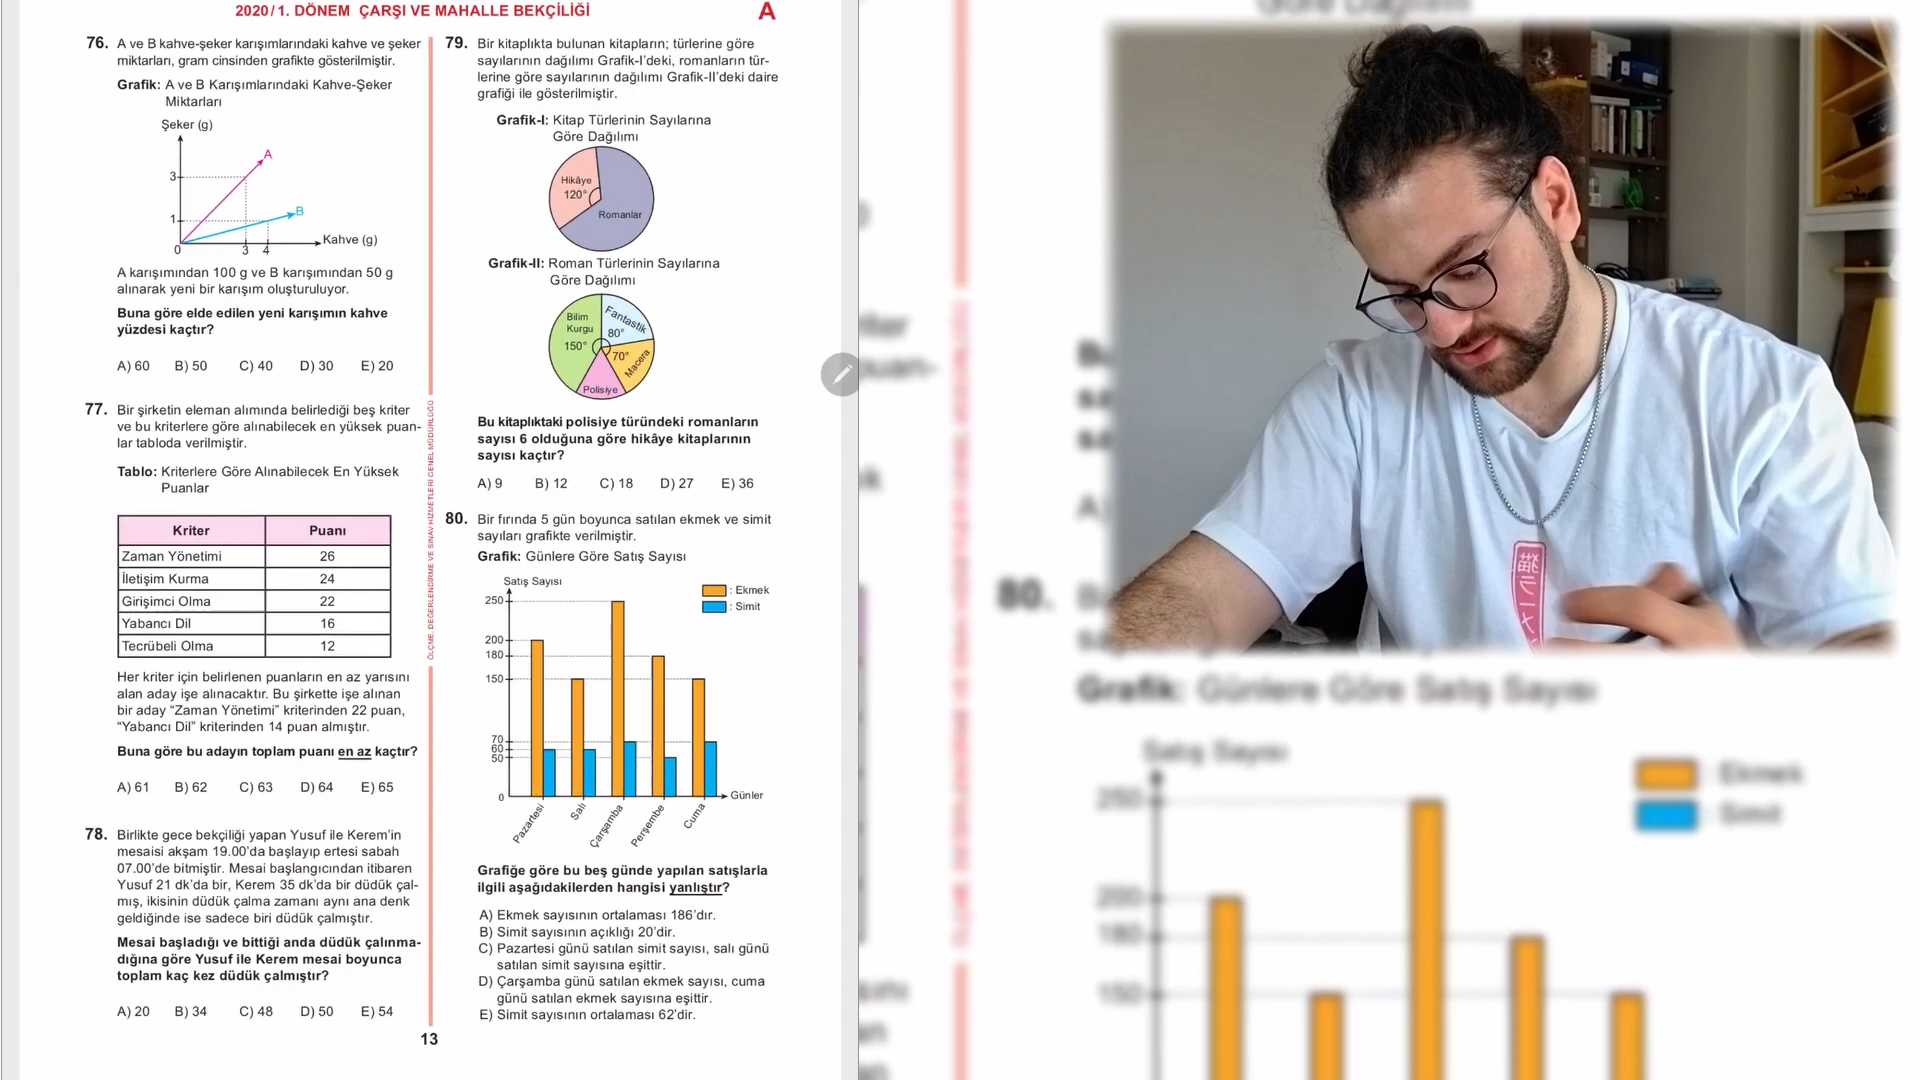 2020/1. DÖNEM ÇARŞI VE MAHALLE BEKÇİLİĞİ
A
76. A ve B kahve-şeker karışımlarındaki kahve ve şeker
miktarları, gram cinsinden grafikte gösterilmiştir.
Grafik: A ve B Karışımlarındaki Kahve-Şeker
Miktarları
Şeker (g)
A
3
1
B
Kahve (g)
0
3
4
A karışımından 100 g ve B karışımından 50 g
alınarak yeni bir karışım oluşturuluyor.
Buna göre elde edilen yeni karışımın kahve
yüzdesi kaçtır?
A) 60 B) 50 C) 40 D) 30 E) 20
77. Bir şirketin eleman alımında belirlediği beş kriter
ve bu kriterlere göre alınabilecek en yüksek puan-
lar tabloda verilmiştir.
Tablo: Kriterlere Göre Alınabilecek En Yüksek
Puanlar
Kriter Puanı
Zaman Yönetimi 26
İletişim Kurma 24
Girişimci Olma 22
Yabancı Dil 16
Tecrübeli Olma 12
Her kriter için belirlenen puanların en az yarısını
alan aday işe alınacaktır. Bu şirkette işe alınan
bir aday “Zaman Yönetimi” kriterinden 22 puan,
“Yabancı Dil” kriterinden 14 puan almıştır.
Buna göre bu adayın toplam puanı en az kaçtır?
A) 61 B) 62 C) 63 D) 64 E) 65
78. Birlikte gece bekçiliği yapan Yusuf ile Kerem’in
mesaisi akşam 19.00’da başlayıp ertesi sabah
07.00’de bitmiştir. Mesai başlangıcından itibaren
Yusuf 21 dk’da bir, Kerem 35 dk’da bir düdük çal-
mış, ikisinin düdük çalma zamanı aynı ana denk
geldiğinde ise sadece biri düdük çalmıştır.
Mesai başladığı ve bittiği anda düdük çalınma-
dığına göre Yusuf ile Kerem mesai boyunca
toplam kaç kez düdük çalmıştır?
A) 20 B) 34 C) 48 D) 50 E) 54
ÖLÇME, DEĞERLENDİRME VE SINAV HİZMETLERİ GENEL MÜDÜRLÜĞÜ
79. Bir kitaplıkta bulunan kitapların; türlerine göre
sayılarının dağılımı Grafik-I’deki, romanların tür-
lerine göre sayılarının dağılımı Grafik-II’deki daire
grafiği ile gösterilmiştir.
Grafik-I: Kitap Türlerinin Sayılarına
Göre Dağılımı
Hikâye
120°
Romanlar
Grafik-II: Roman Türlerinin Sayılarına
Göre Dağılımı
Bilim
Kurgu
150°
Fantastik
80°
70°
Macera
Polisiye
Bu kitaplıktaki polisiye türündeki romanların
sayısı 6 olduğuna göre hikâye kitaplarının
sayısı kaçtır?
A) 9 B) 12 C) 18 D) 27 E) 36
80. Bir fırında 5 gün boyunca satılan ekmek ve simit
sayıları grafikte verilmiştir.
Grafik: Günlere Göre Satış Sayısı
Satış Sayısı
: Ekmek
: Simit
250
200
180
150
70
60
50
0
Günler
Pazartesi
Salı
Çarşamba
Perşembe
Cuma
Grafiğe göre bu beş günde yapılan satışlarla
ilgili aşağıdakilerden hangisi yanlıştır?
A) Ekmek sayısının ortalaması 186’dır.
B) Simit sayısının açıklığı 20’dir.
C) Pazartesi günü satılan simit sayısı, salı günü
satılan simit sayısına eşittir.
D) Çarşamba günü satılan ekmek sayısı, cuma
günü satılan ekmek sayısına eşittir.
E) Simit sayısının ortalaması 62’dir.
13
Göre Dağılımı
80.
Grafik: Günlere Göre Satış Sayısı
Satış Sayısı
: Ekmek
: Simit
250
200
180
150